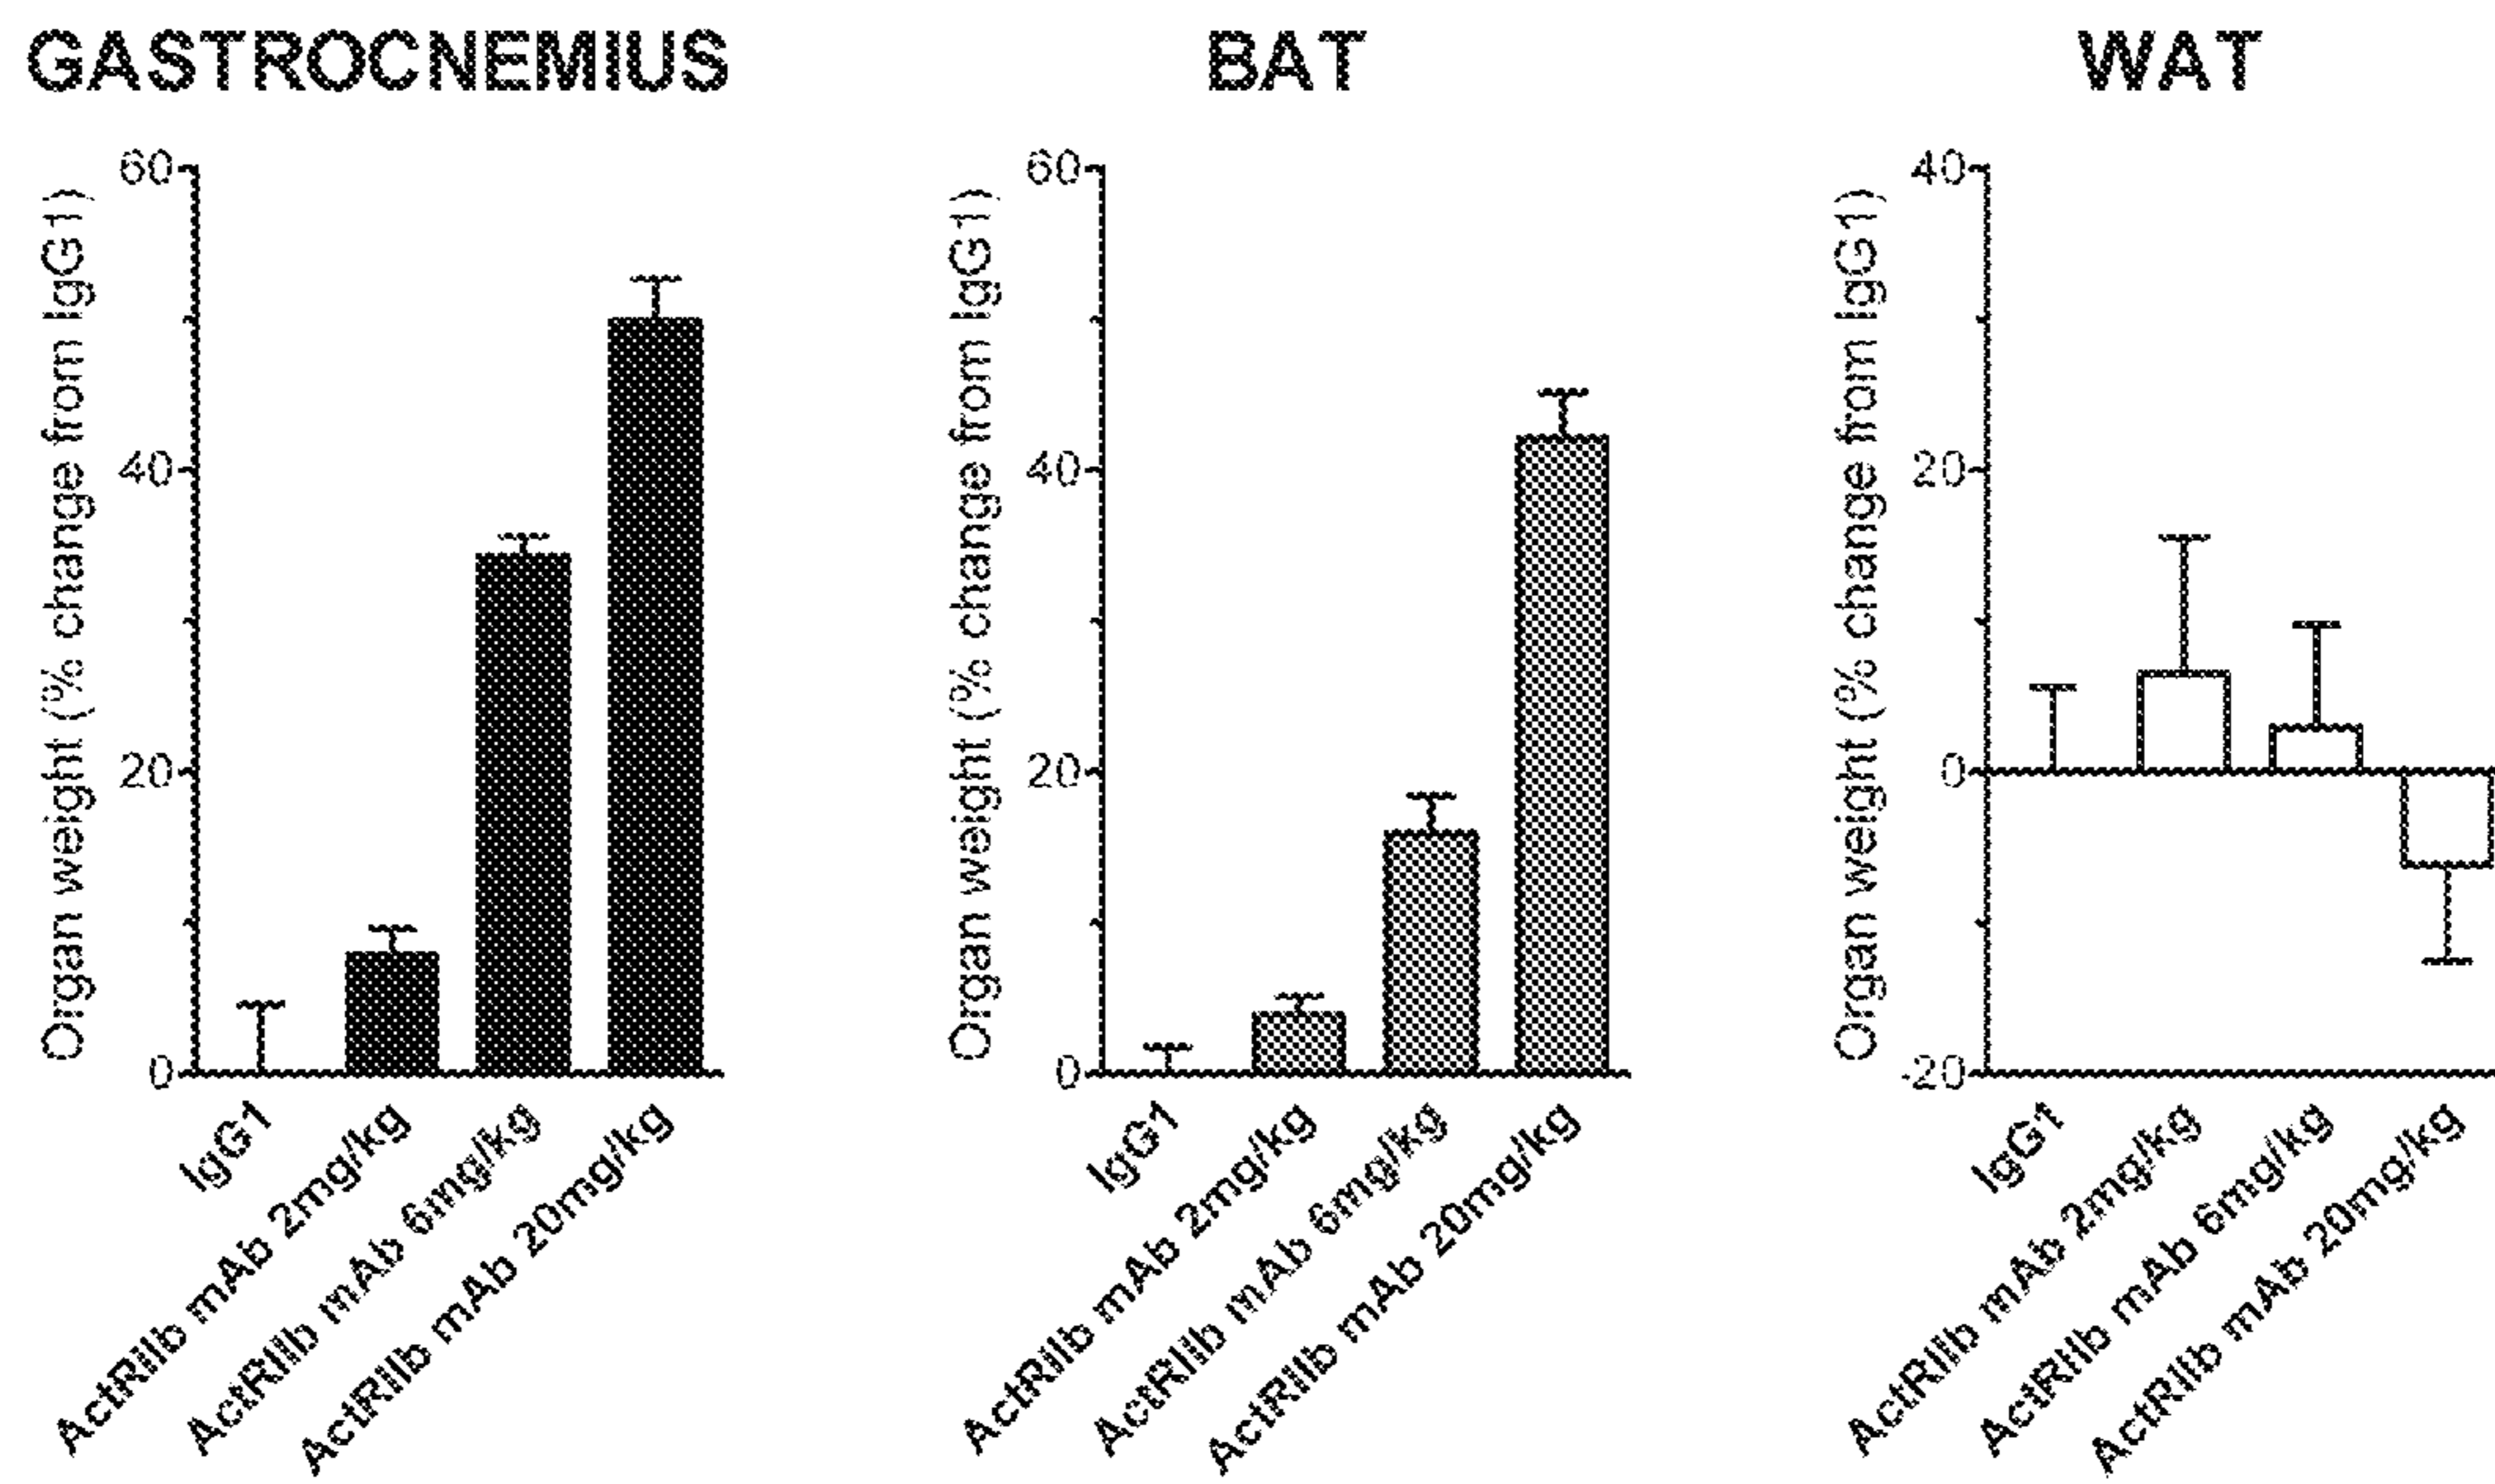 GASTROCNEMIUS
Organ weight (% change from IgG1)
60
40
20
0
IgG1
ActRIIb mAb 2mg/kg
ActRIIb mAb 6mg/kg
ActRIIb mAb 20mg/kg
BAT
Organ weight (% change from IgG1)
60
40
20
0
IgG1
ActRIIb mAb 2mg/kg
ActRIIb mAb 6mg/kg
ActRIIb mAb 20mg/kg
WAT
Organ weight (% change from IgG1)
40
20
0
-20
IgG1
ActRIIb mAb 2mg/kg
ActRIIb mAb 6mg/kg
ActRIIb mAb 20mg/kg